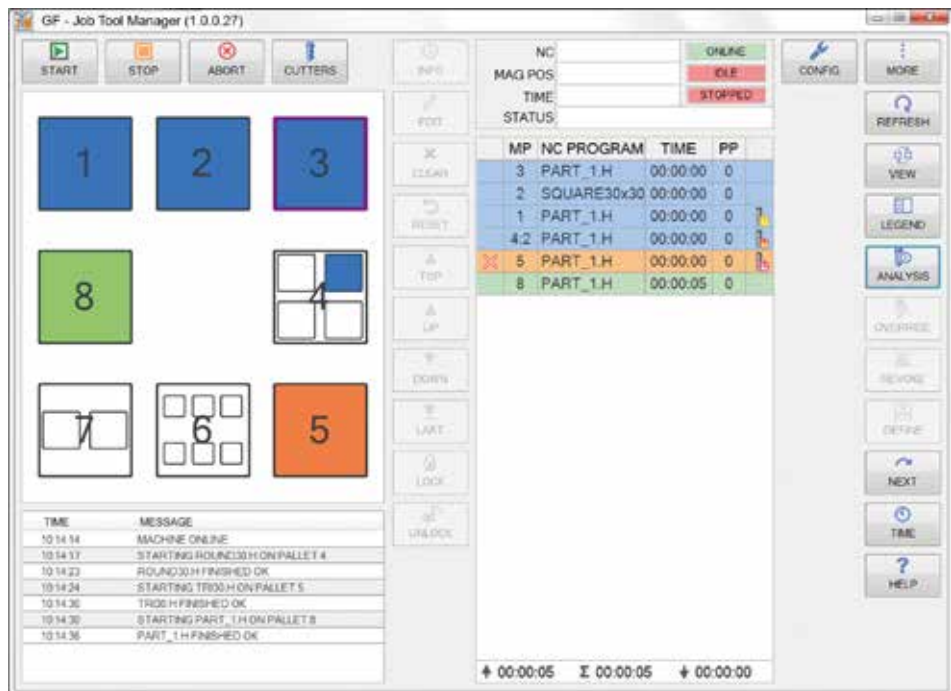 GF - Job Tool Manager (1.0.0.27)
START
STOP
ABORT
CUTTERS
INFO
EDIT
CLEAR
RESET
TOP
UP
DOWN
LAST
LOCK
UNLOCK
NC
ONLINE
MAG POS
IDLE
TIME
STOPPED
STATUS
CONFIG
MORE
REFRESH
VIEW
LEGEND
ANALYSIS
OVERRIDE
REVOKE
DEFINE
NEXT
TIME
HELP
1
2
3
8
4
7
6
5
MP NC PROGRAM TIME PP
3 PART_1.H 00:00:00 0
2 SQUARE30x30 00:00:00 0
1 PART_1.H 00:00:00 0
4:2 PART_1.H 00:00:00 0
5 PART_1.H 00:00:00 0
8 PART_1.H 00:00:05 0
00:00:05 Σ 00:00:05 00:00:00
TIME MESSAGE
10:14:14 MACHINE ONLINE
10:14:17 STARTING ROUND30.H ON PALLET 4
10:14:23 ROUND30.H FINISHED OK
10:14:24 STARTING TRI30.H ON PALLET 5
10:14:30 TRI30.H FINISHED OK
10:14:30 STARTING PART_1.H ON PALLET 8
10:14:36 PART_1.H FINISHED OK